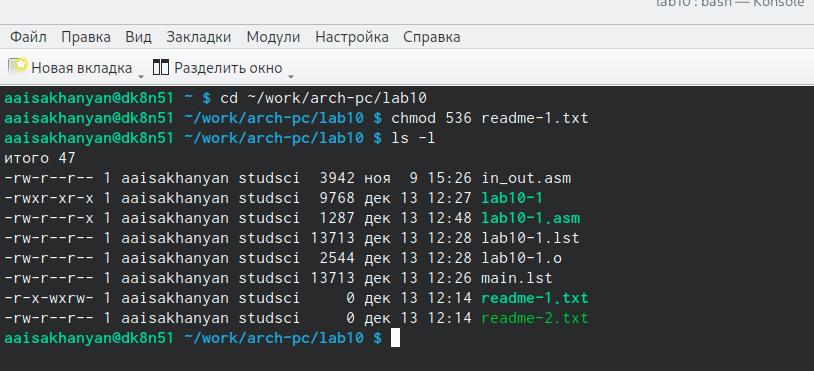 lab10 : bash — Konsole
Файл Правка Вид Закладки Модули Настройка Справка
Новая вкладка Разделить окно
aaisakhanyan@dk8n51 ~ $ cd ~/work/arch-pc/lab10
aaisakhanyan@dk8n51 ~/work/arch-pc/lab10 $ chmod 536 readme-1.txt
aaisakhanyan@dk8n51 ~/work/arch-pc/lab10 $ ls -l
итого 47
-rw-r--r-- 1 aaisakhanyan studsci 3942 ноя 9 15:26 in_out.asm
-rwxr-xr-x 1 aaisakhanyan studsci 9768 дек 13 12:27 lab10-1
-rw-r--r-x 1 aaisakhanyan studsci 1287 дек 13 12:48 lab10-1.asm
-rw-r--r-- 1 aaisakhanyan studsci 13713 дек 13 12:28 lab10-1.lst
-rw-r--r-- 1 aaisakhanyan studsci 2544 дек 13 12:28 lab10-1.o
-rw-r--r-- 1 aaisakhanyan studsci 13713 дек 13 12:26 main.lst
-r-x-wxrw- 1 aaisakhanyan studsci 0 дек 13 12:14 readme-1.txt
-rw-r--rw- 1 aaisakhanyan studsci 0 дек 13 12:14 readme-2.txt
aaisakhanyan@dk8n51 ~/work/arch-pc/lab10 $